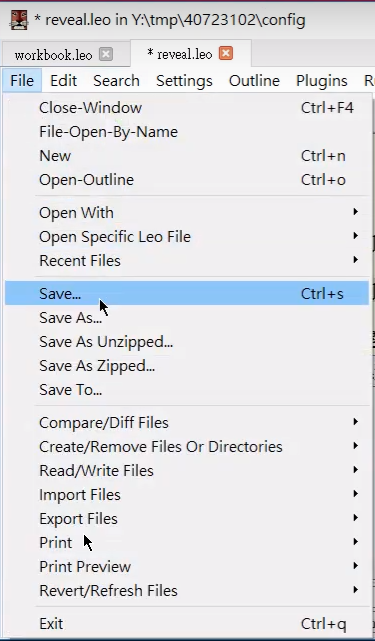 * reveal.leo in Y:\tmp\40723102\config
workbook.leo * reveal.leo
File Edit Search Settings Outline Plugins
Close-Window Ctrl+F4
File-Open-By-Name
New Ctrl+n
Open-Outline Ctrl+o
Open With
Open Specific Leo File
Recent Files
Save... Ctrl+s
Save As...
Save As Unzipped...
Save As Zipped...
Save To...
Compare/Diff Files
Create/Remove Files Or Directories
Read/Write Files
Import Files
Export Files
Print
Print Preview
Revert/Refresh Files
Exit Ctrl+q